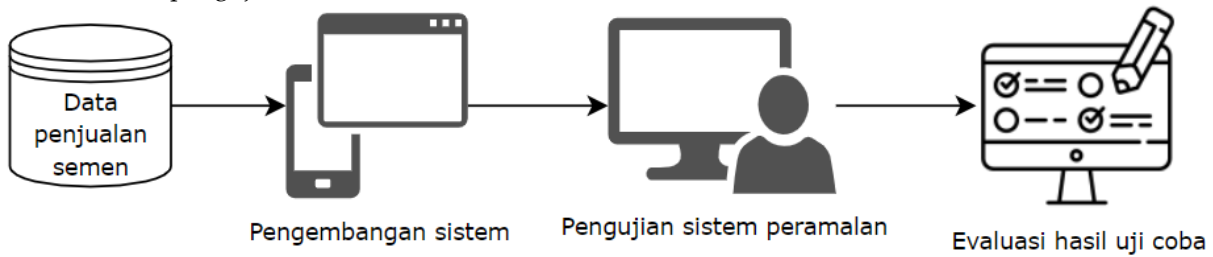 Data
penjualan
semen
Pengembangan sistem
Pengujian sistem peramalan
Evaluasi hasil uji coba